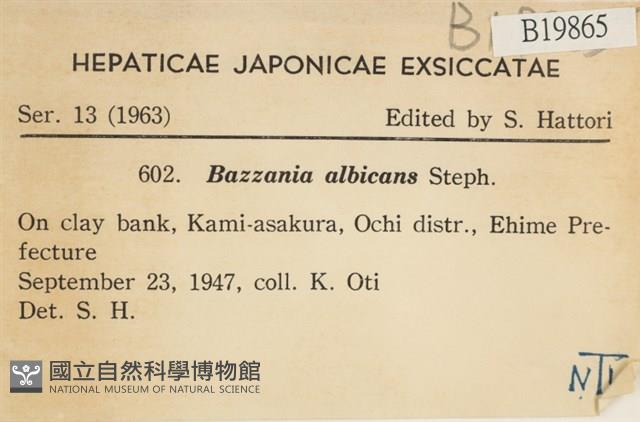 B19865
HEPATICAE JAPONICAE EXSICCATAE
Ser. 13 (1963) Edited by S. Hattori
602. Bazzania albicans Steph.
On clay bank, Kami-asakura, Ochi distr., Ehime Pre-
fecture
September 23, 1947, coll. K. Oti
Det. S. H.
國立自然科學博物館
NATIONAL MUSEUM OF NATURAL SCIENCE